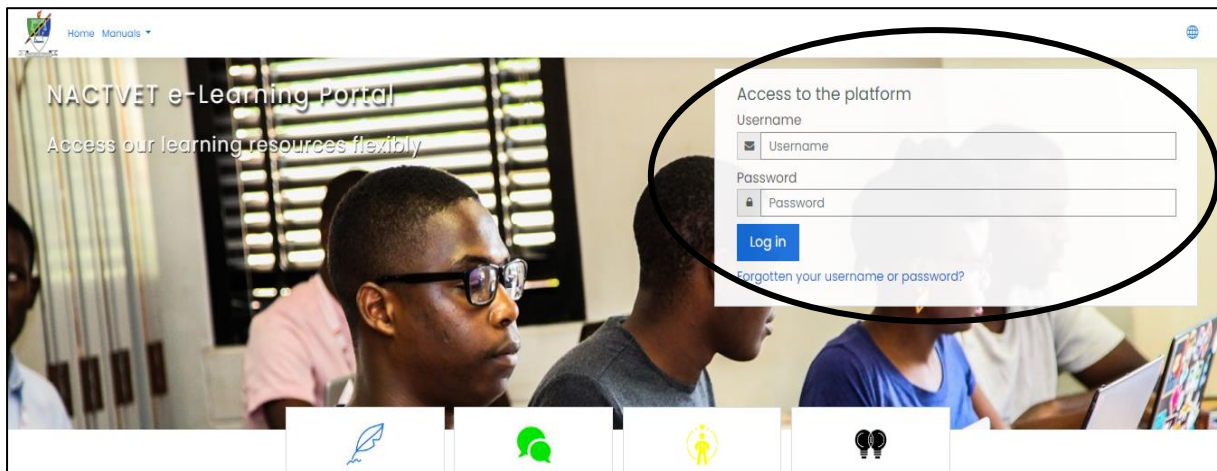 Home Manuals
NACTVET e-Learning Portal
Access our learning resources flexibly
Access to the platform
Username
Username
Password
Password
Log in
Forgotten your username or password?